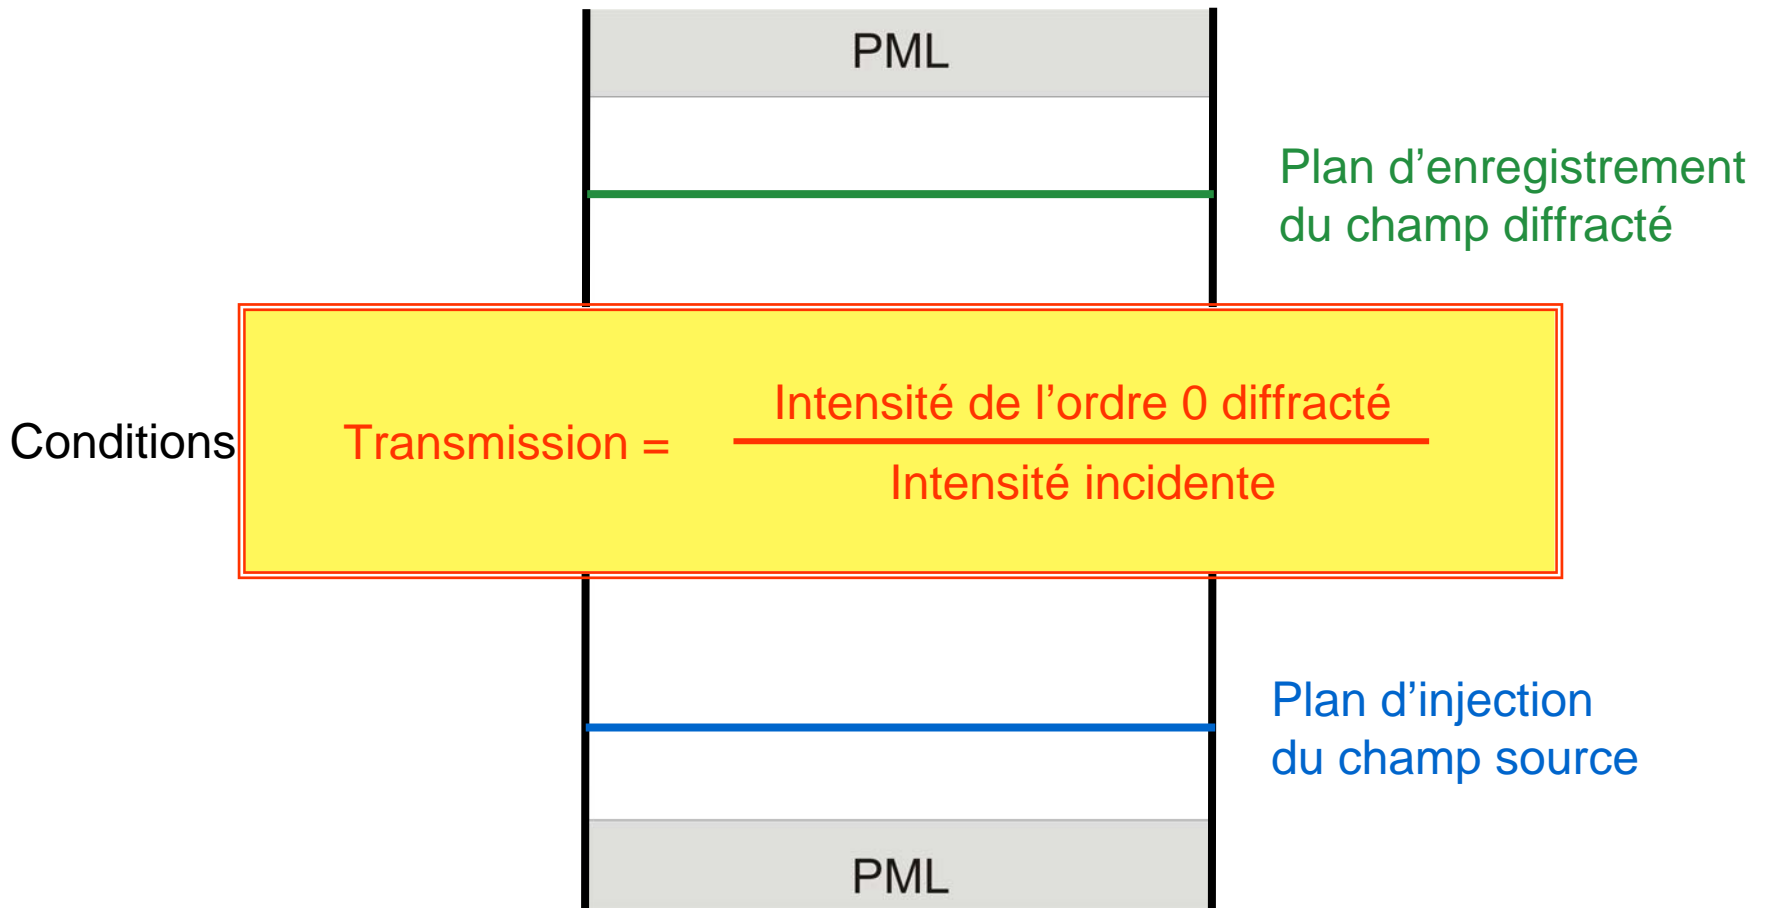 PML
Plan d’enregistrement
du champ diffracté
Conditions
Transmission =
Intensité de l’ordre 0 diffracté
Intensité incidente
Plan d’injection
du champ source
PML